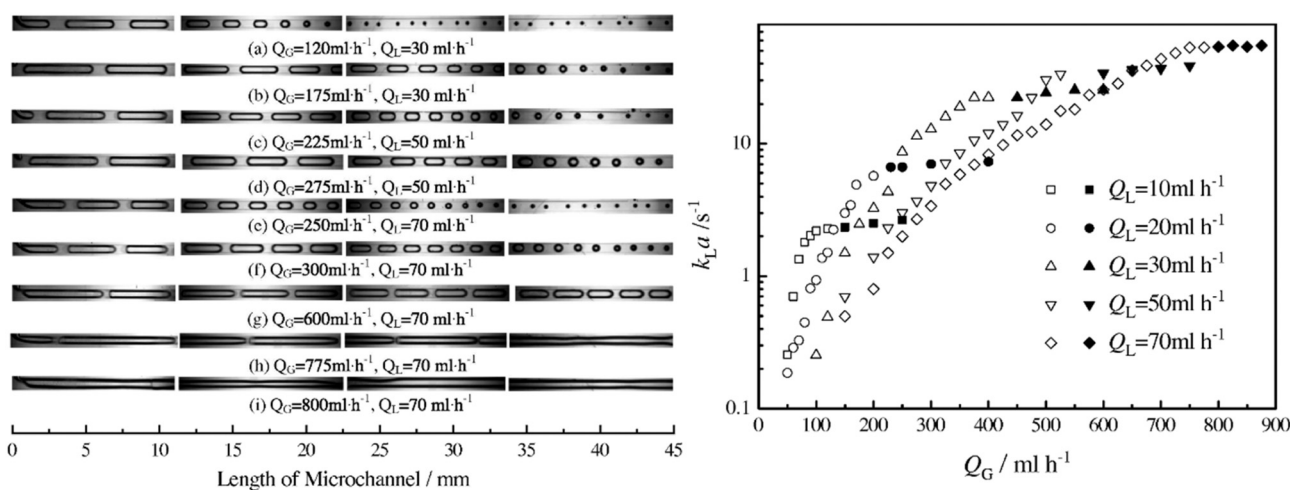 (a) Q_G=120ml·h⁻¹, Q_L=30 ml·h⁻¹
(b) Q_G=175ml·h⁻¹, Q_L=30 ml·h⁻¹
(c) Q_G=225ml·h⁻¹, Q_L=50 ml·h⁻¹
(d) Q_G=275ml·h⁻¹, Q_L=50 ml·h⁻¹
(e) Q_G=250ml·h⁻¹, Q_L=70 ml·h⁻¹
(f) Q_G=300ml·h⁻¹, Q_L=70 ml·h⁻¹
(g) Q_G=600ml·h⁻¹, Q_L=70 ml·h⁻¹
(h) Q_G=775ml·h⁻¹, Q_L=70 ml·h⁻¹
(i) Q_G=800ml·h⁻¹, Q_L=70 ml·h⁻¹
0 5 10 15 20 25 30 35 40 45
Length of Microchannel / mm
k_La /s⁻¹
10
1
0.1
Q_L=10ml h⁻¹
Q_L=20ml h⁻¹
Q_L=30ml h⁻¹
Q_L=50ml h⁻¹
Q_L=70ml h⁻¹
0 100 200 300 400 500 600 700 800 900
Q_G / ml h⁻¹